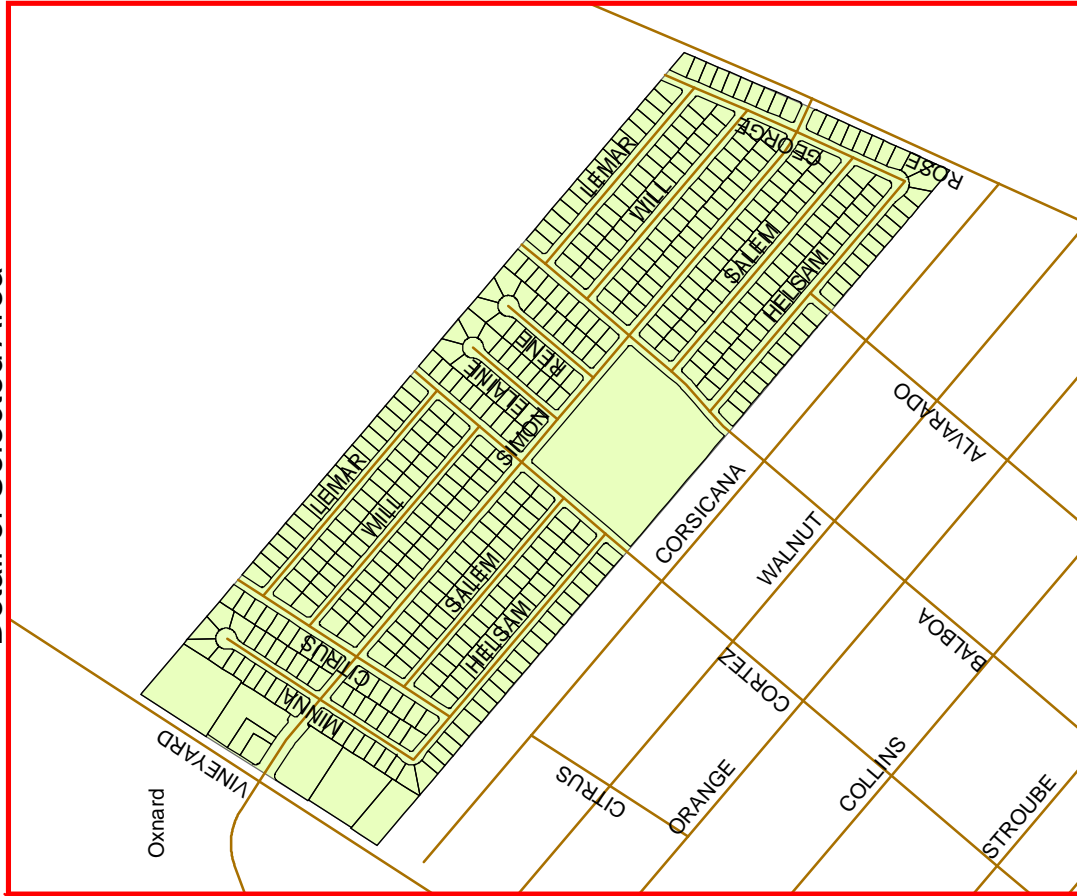 GEORGE
ROSE
LEMAR
WILL
SALEM
HELSAM
RENE
ELAINE
SIMON
LEMAR
WILL
SALEM
HELSAM
CITRUS
MINNA
VINEYARD
Oxnard
ALVARADO
CORSICANA
WALNUT
BALBOA
CORTEZ
CITRUS
ORANGE
COLLINS
STROUBE